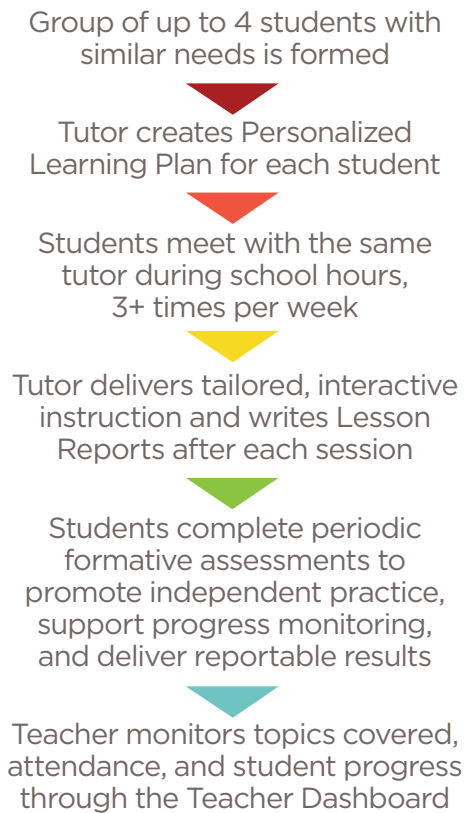 Group of up to 4 students with
similar needs is formed
Tutor creates Personalized
Learning Plan for each student
Students meet with the same
tutor during school hours,
3+ times per week
Tutor delivers tailored, interactive
instruction and writes Lesson
Reports after each session
Students complete periodic
formative assessments to
promote independent practice,
support progress monitoring,
and deliver reportable results
Teacher monitors topics covered,
attendance, and student progress
through the Teacher Dashboard